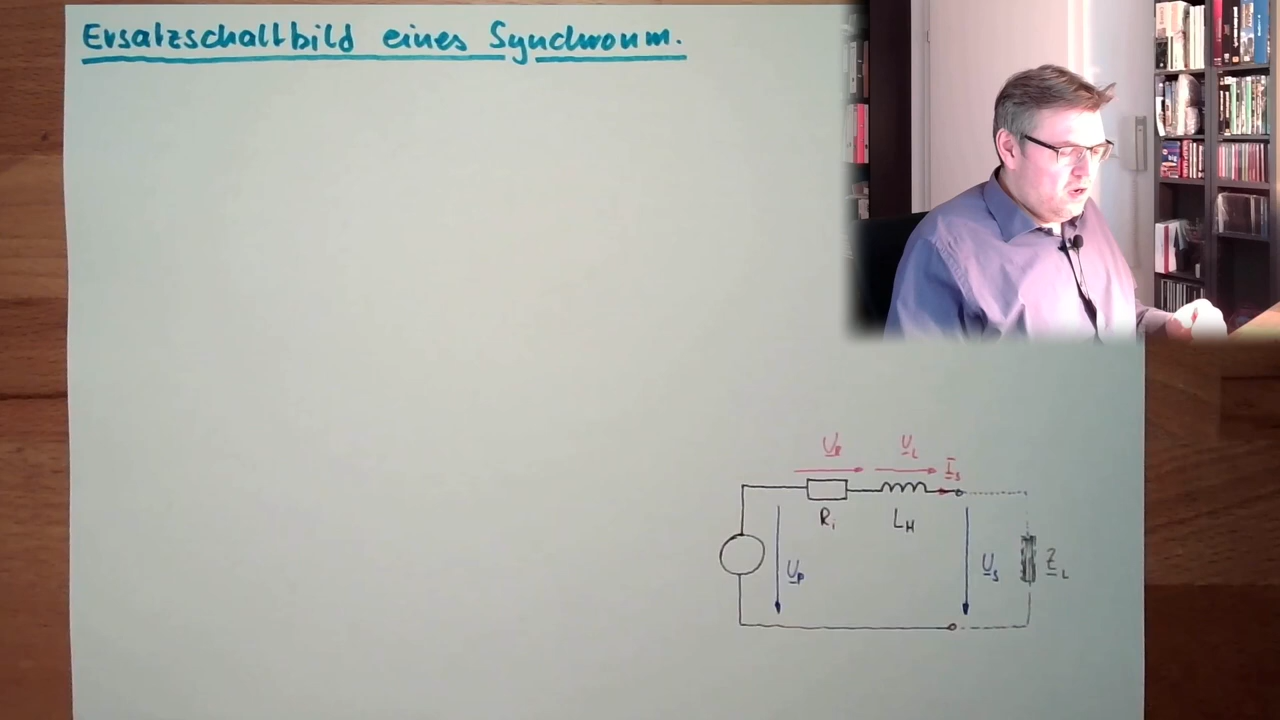 Ersatzschaltbild eines Synchronm.
U_R U_L I_S
R_i L_H
U_P U_S Z_L